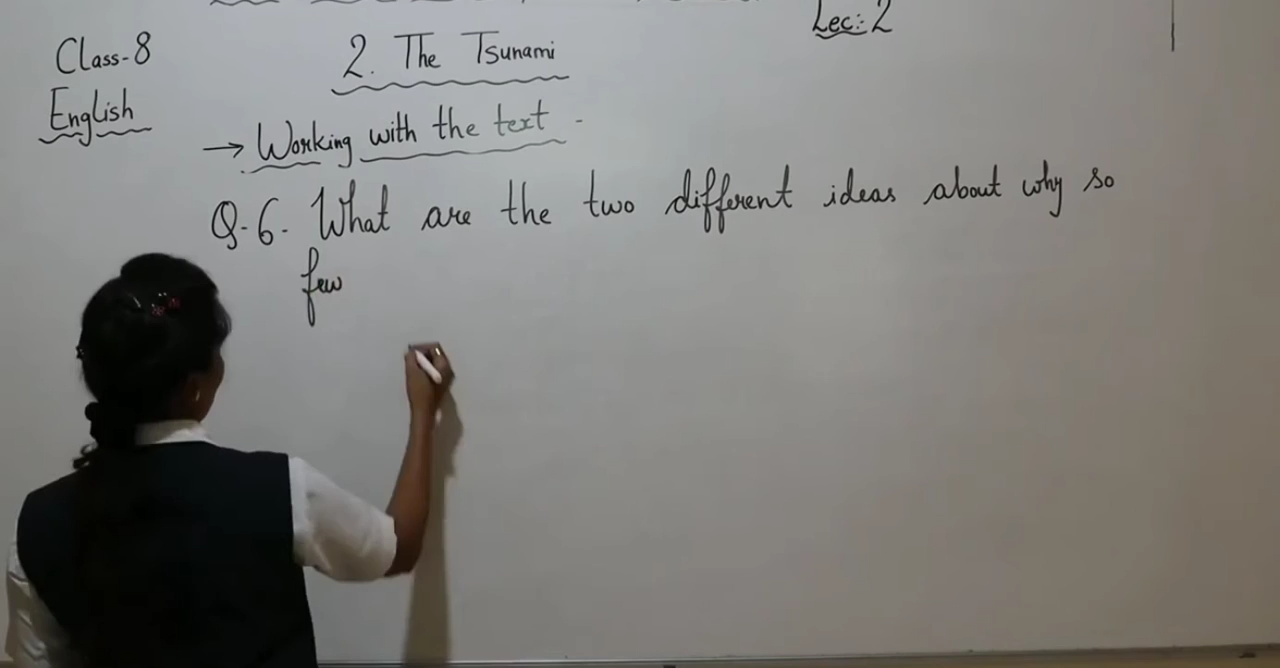 Lec:- 2
Class-8
2. The Tsunami
English
→ Working with the text -
Q-6- What are the two different ideas about why so
few